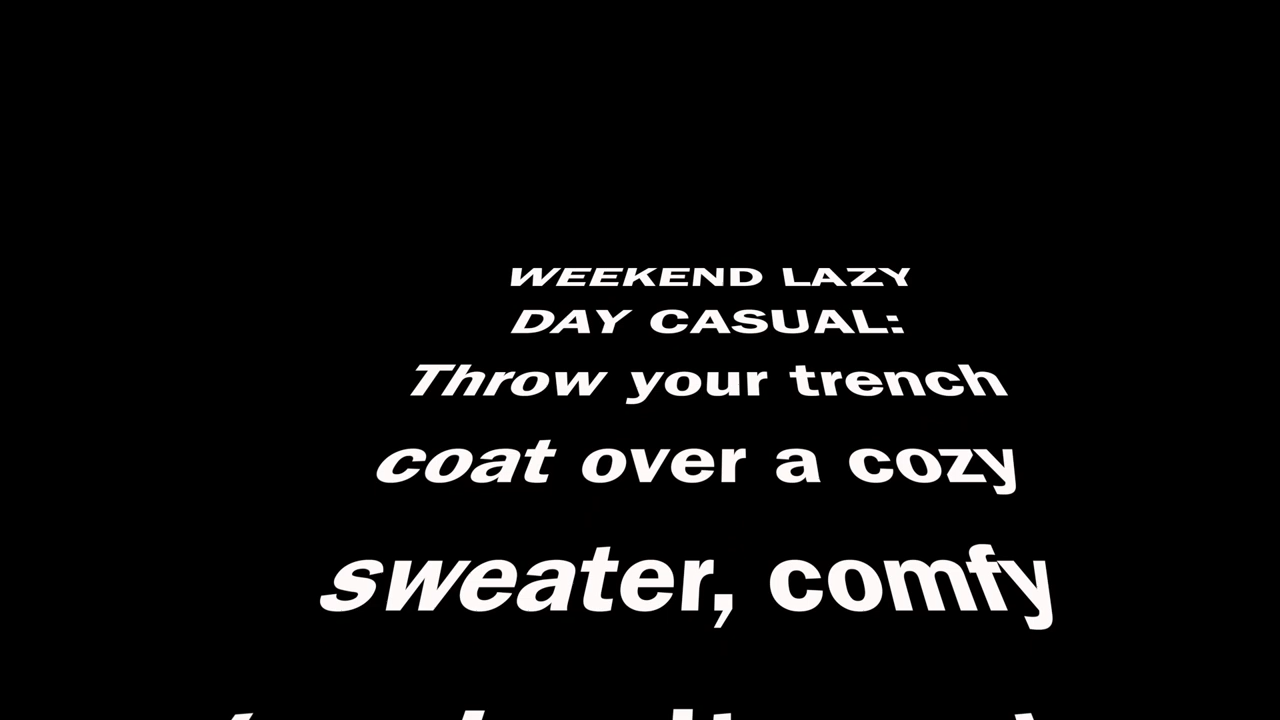 WEEKEND LAZY
DAY CASUAL:
Throw your trench
coat over a cozy
sweater, comfy